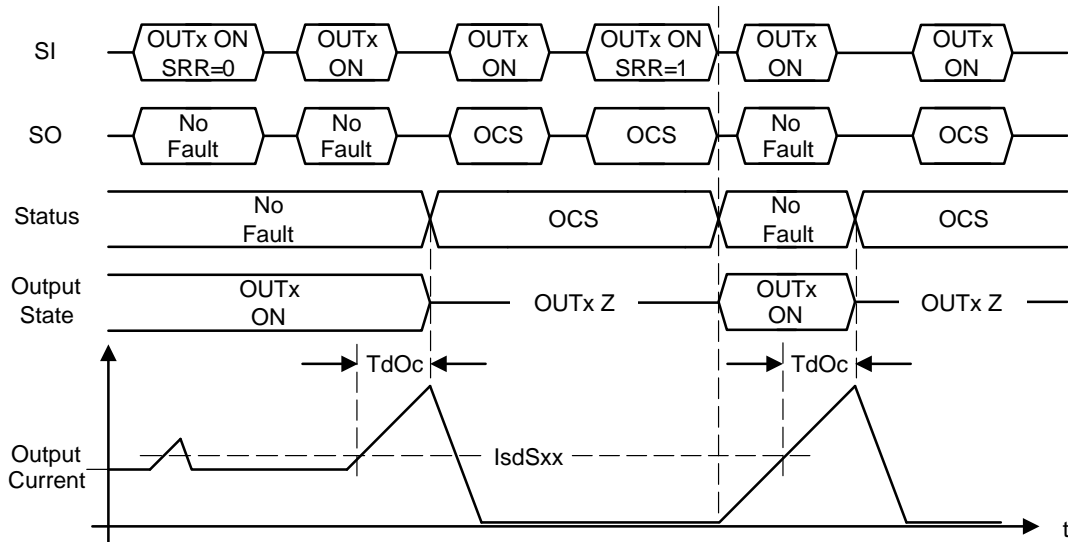 SI
OUTx ON
SRR=0
OUTx
ON
OUTx
ON
OUTx ON
SRR=1
OUTx
ON
OUTx
ON
SO
No
Fault
No
Fault
OCS
OCS
No
Fault
OCS
Status
No
Fault
OCS
No
Fault
OCS
Output
State
OUTx
ON
OUTx Z
OUTx
ON
OUTx Z
TdOc
TdOc
Output
Current
IsdSxx
t